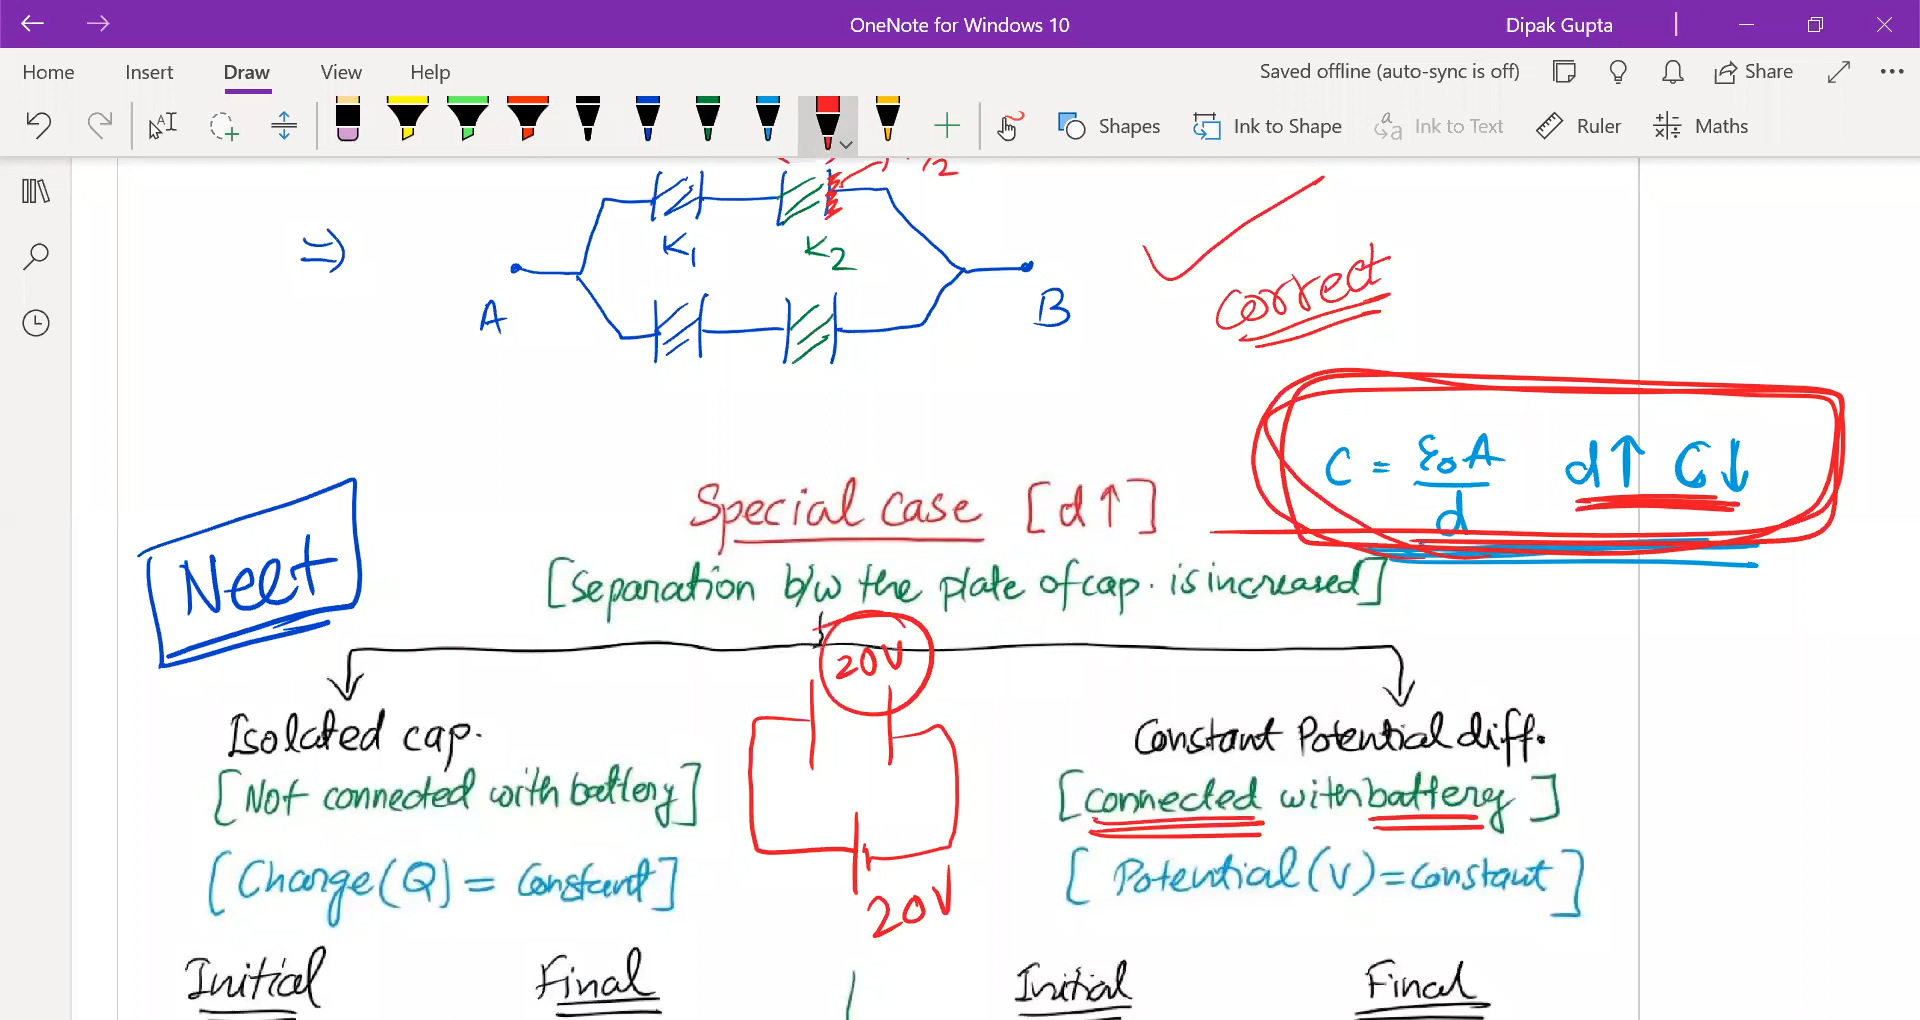 OneNote for Windows 10
Dipak Gupta
Home Insert Draw View Help
Saved offline (auto-sync is off)
Share
Shapes
Ink to Shape
Ink to Text
Ruler
Maths
/2
K1
K2
⇒
A
B
Correct
C = ε0A/d d↑ C↓
Special case [d↑]
Neet
[Separation b/w the plate of cap. is increased]
20V
Isolated cap.
Constant Potential diff.
[Not connected with battery]
[connected with battery]
[Charge(Q) = Constant]
[Potential(V)=constant]
20V
Initial
Final
Initial
Final